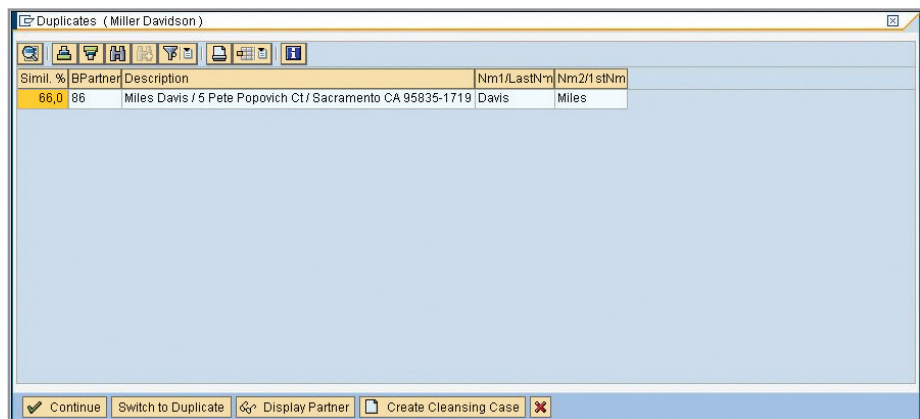 Duplicates ( Miller Davidson )
Simil. % BPartner Description Nm1/LastNm Nm2/1stNm
66,0 86 Miles Davis / 5 Pete Popovich Ct / Sacramento CA 95835-1719 Davis Miles
Continue Switch to Duplicate Display Partner Create Cleansing Case